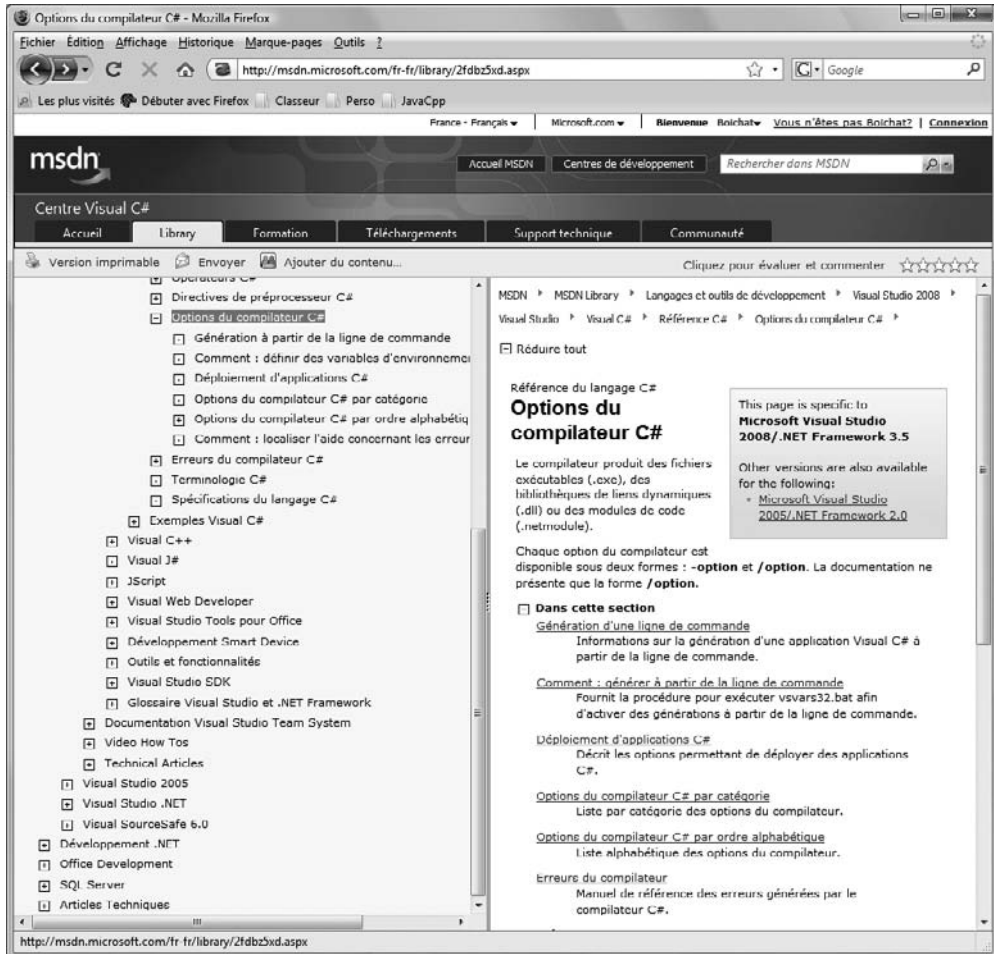 Options du compilateur C# - Mozilla Firefox
Fichier Édition Affichage Historique Marque-pages Outils ?
http://msdn.microsoft.com/fr-fr/library/2fdbz5xd.aspx
Google
Les plus visités Débuter avec Firefox Classeur Perso JavaCpp
France - Français Microsoft.com Bienvenue Boichat Vous n'êtes pas Boichat? | Connexion
msdn
Accueil MSDN Centres de développement Rechercher dans MSDN
Centre Visual C#
Accueil Library Formation Téléchargements Support technique Communauté
Version imprimable Envoyer Ajouter du contenu...
Cliquez pour évaluer et commenter
Opérateurs C#
Directives de préprocesseur C#
Options du compilateur C#
Génération à partir de la ligne de commande
Comment : définir des variables d'environnemei
Déploiement d'applications C#
Options du compilateur C# par catégorie
Options du compilateur C# par ordre alphabétiq
Comment : localiser l'aide concernant les erreur
Erreurs du compilateur C#
Terminologie C#
Spécifications du langage C#
Exemples Visual C#
Visual C++
Visual J#
JScript
Visual Web Developer
Visual Studio Tools pour Office
Développement Smart Device
Outils et fonctionnalités
Visual Studio SDK
Glossaire Visual Studio et .NET Framework
Documentation Visual Studio Team System
Video How Tos
Technical Articles
Visual Studio 2005
Visual Studio .NET
Visual SourceSafe 6.0
Développement .NET
Office Development
SQL Server
Articles Techniques
MSDN MSDN Library Langages et outils de développement Visual Studio 2008
Visual Studio Visual C# Référence C# Options du compilateur C#
Réduire tout
Référence du langage C#
Options du
compilateur C#
Le compilateur produit des fichiers
exécutables (.exe), des
bibliothèques de liens dynamiques
(.dll) ou des modules de code
(.netmodule).
This page is specific to
Microsoft Visual Studio
2008/.NET Framework 3.5
Other versions are also available
for the following:
Microsoft Visual Studio
2005/.NET Framework 2.0
Chaque option du compilateur est
disponible sous deux formes : -option et /option. La documentation ne
présente que la forme /option.
Dans cette section
Génération d'une ligne de commande
Informations sur la génération d'une application Visual C# à
partir de la ligne de commande.
Comment : générer à partir de la ligne de commande
Fournit la procédure pour exécuter vsvars32.bat afin
d'activer des générations à partir de la ligne de commande.
Déploiement d'applications C#
Décrit les options permettant de déployer des applications
C#.
Options du compilateur C# par catégorie
Liste par catégorie des options du compilateur.
Options du compilateur C# par ordre alphabétique
Liste alphabétique des options du compilateur.
Erreurs du compilateur
Manuel de référence des erreurs générées par le
compilateur C#.
http://msdn.microsoft.com/fr-fr/library/2fdbz5xd.aspx